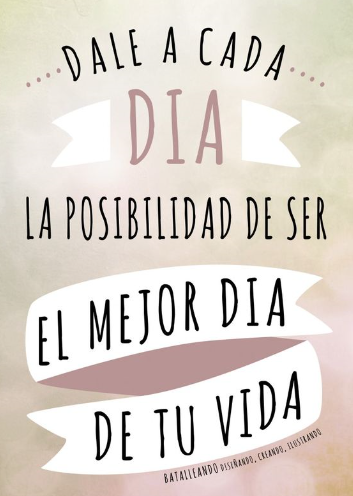 DALE A CADA
DIA
LA POSIBILIDAD DE SER
EL MEJOR DIA
DE TU VIDA
BATALLEANDO DISEÑANDO, CREANDO, ILUSTRANDO